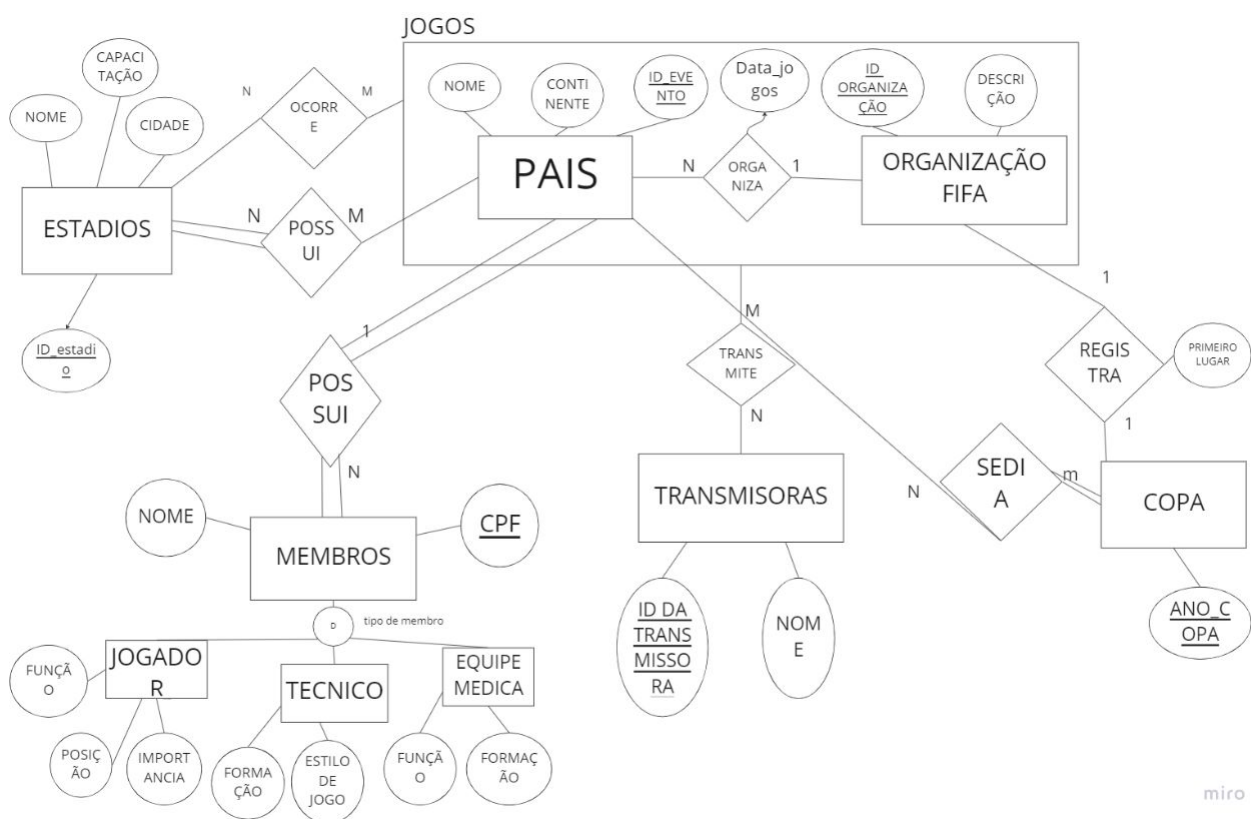 JOGOS
CAPACI
TAÇÃO
NOME
CIDADE
N
OCORR
E
M
NOME
CONTI
NENTE
ID_EVE
NTO
Data_jo
gos
ID
ORGANIZA
ÇÃO
DESCRI
ÇÃO
ESTADIOS
N
POSS
UI
M
PAIS
N
ORGA
NIZA
1
ORGANIZAÇÃO
FIFA
ID_estadi
o
1
POS
SUI
N
M
TRANS
MITE
N
1
REGIS
TRA
PRIMEIRO
LUGAR
1
NOME
MEMBROS
CPF
TRANSMISORAS
N
SEDI
A
m
COPA
D
tipo de membro
ID DA
TRANS
MISSO
RA
NOM
E
ANO_C
OPA
FUNÇÃ
O
JOGADO
R
TECNICO
EQUIPE
MEDICA
POSIÇ
ÃO
IMPORT
ANCIA
FORMA
ÇÃO
ESTILO
DE
JOGO
FUNÇÃ
O
FORMAÇ
ÃO
miro